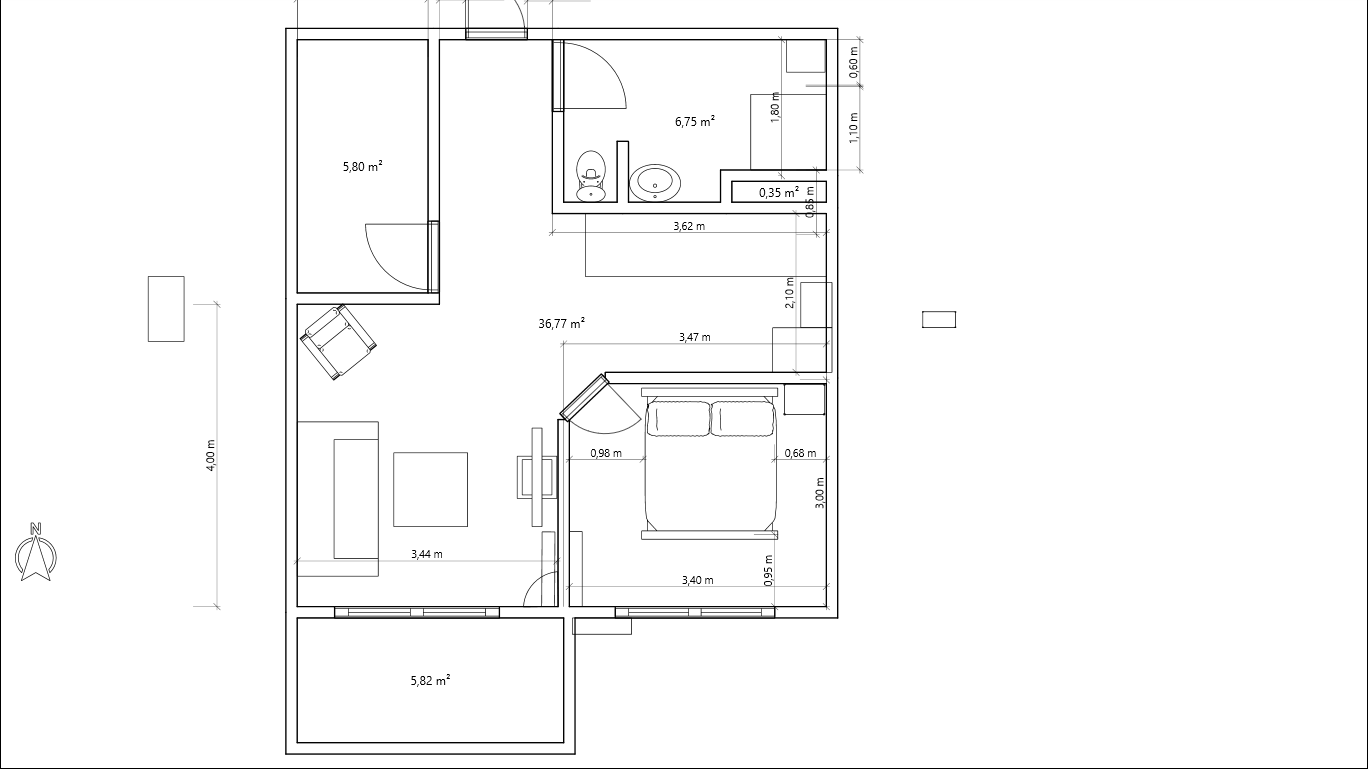 0,60 m
1,80 m
6,75 m²
1,10 m
5,80 m²
0,35 m²
0,85 m
3,62 m
2,10 m
36,77 m²
3,47 m
4,00 m
0,98 m
0,68 m
3,00 m
N
3,44 m
0,95 m
3,40 m
5,82 m²